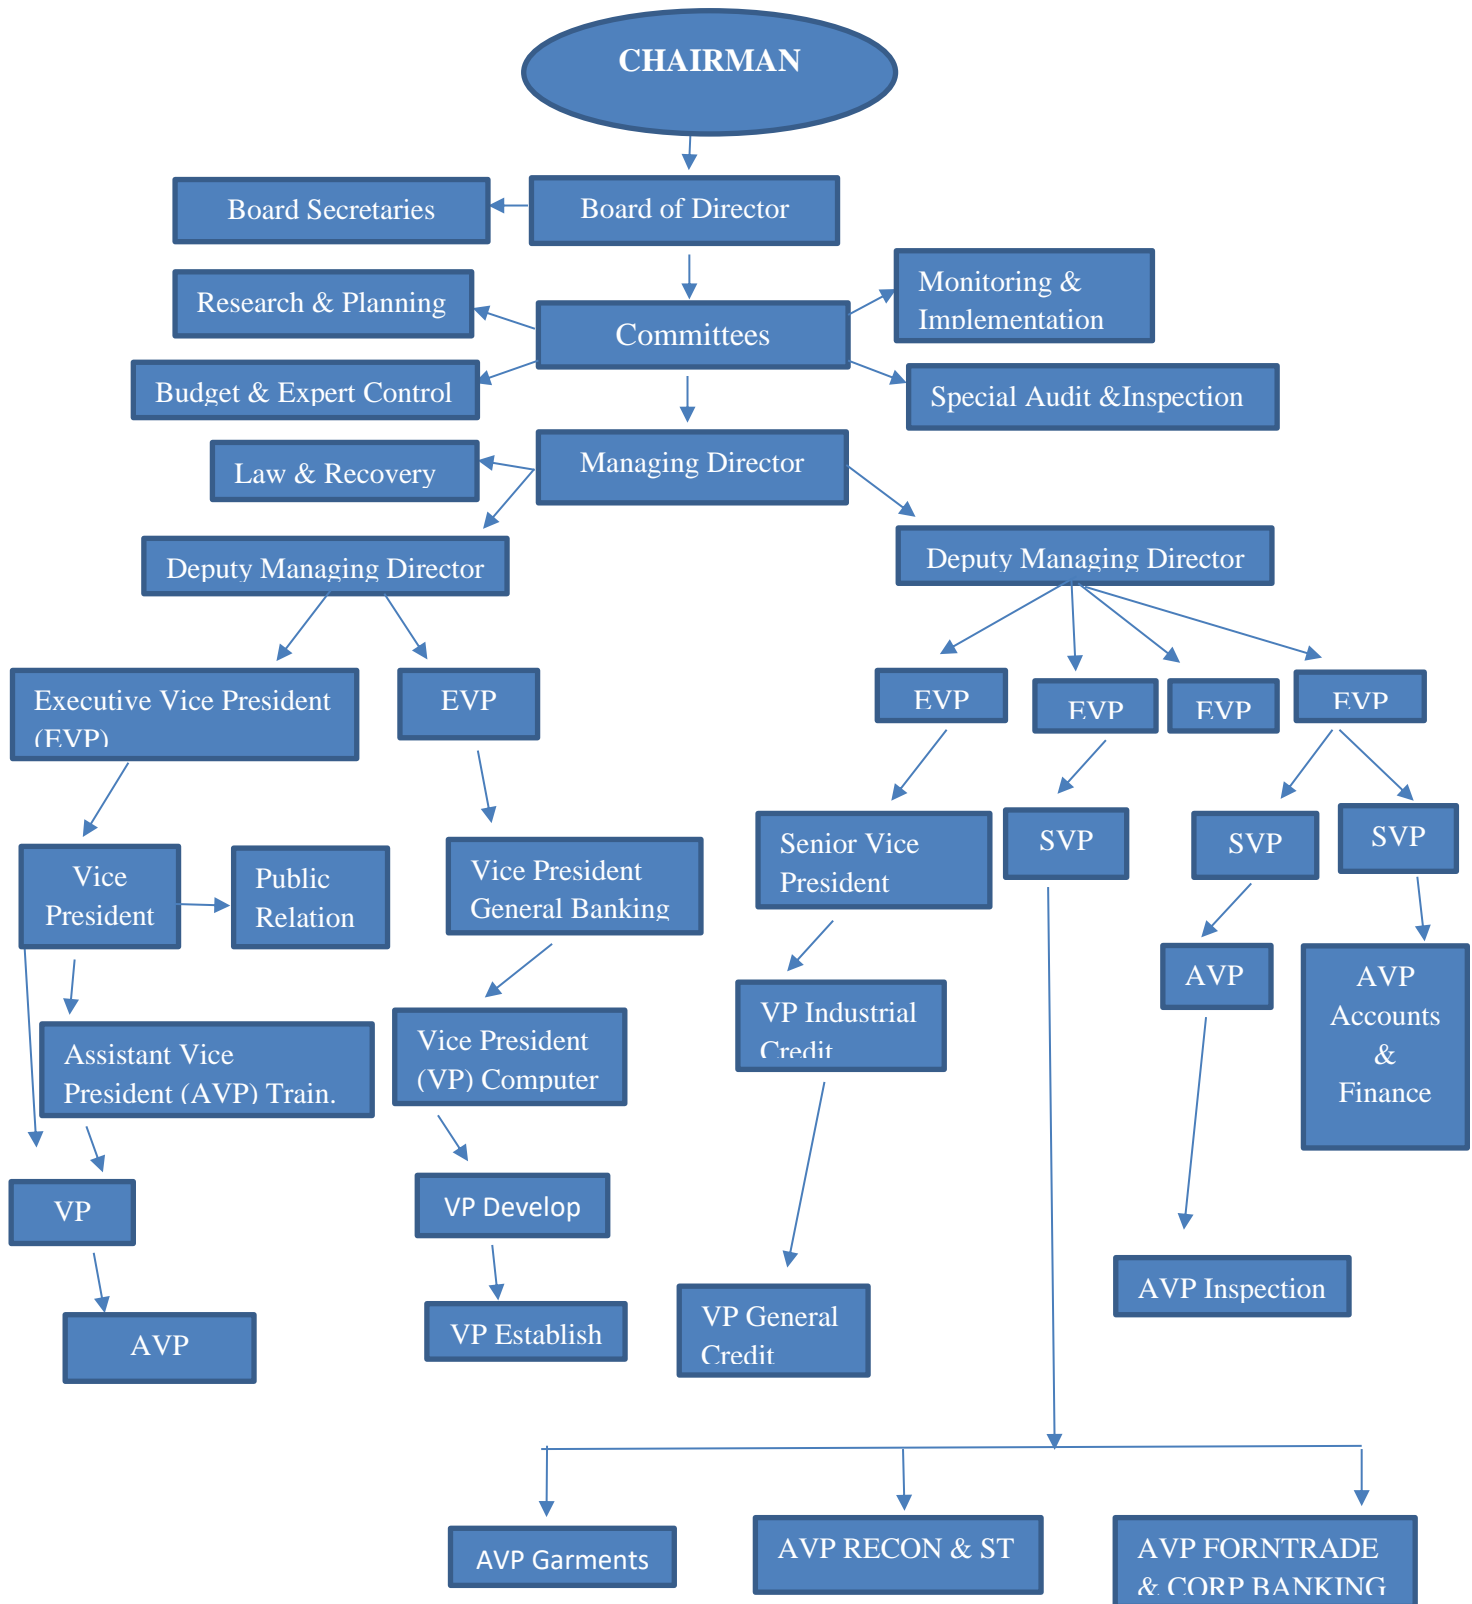 CHAIRMAN
Board Secretaries
Board of Director
Research & Planning
Committees
Monitoring &
Implementation
Budget & Expert Control
Special Audit &Inspection
Law & Recovery
Managing Director
Deputy Managing Director
Deputy Managing Director
Executive Vice President
(EVP)
EVP
EVP
EVP
EVP
EVP
Vice
President
Public
Relation
Vice President
General Banking
Senior Vice
President
SVP
SVP
SVP
Assistant Vice
President (AVP) Train.
Vice President
(VP) Computer
VP Industrial
Credit
AVP
AVP
Accounts
&
Finance
VP
VP Develop
AVP
VP Establish
VP General
Credit
AVP Inspection
AVP Garments
AVP RECON & ST
AVP FORNTRADE
& CORP BANKING